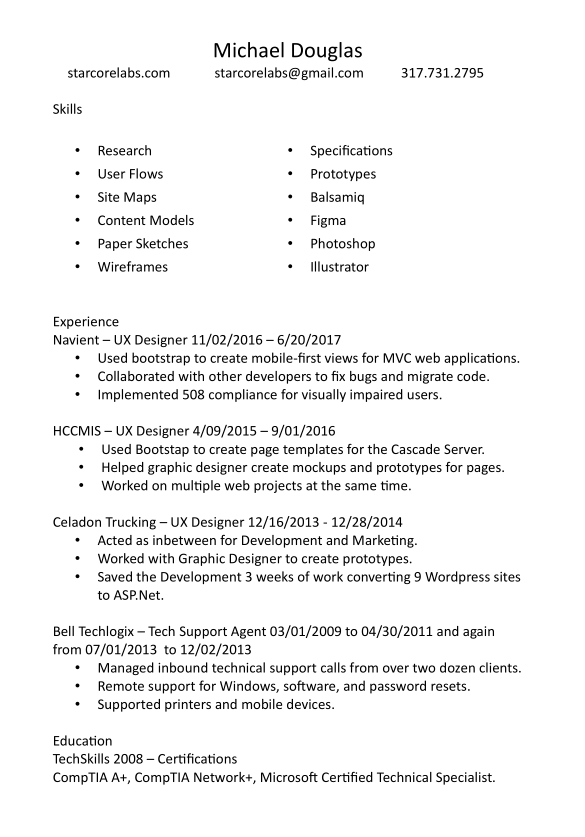 Michael Douglas
starcorelabs.com starcorelabs@gmail.com 317.731.2795
Skills
• Research
• User Flows
• Site Maps
• Content Models
• Paper Sketches
• Wireframes
• Specifications
• Prototypes
• Balsamiq
• Figma
• Photoshop
• Illustrator
Experience
Navient – UX Designer 11/02/2016 – 6/20/2017
• Used bootstrap to create mobile-first views for MVC web applications.
• Collaborated with other developers to fix bugs and migrate code.
• Implemented 508 compliance for visually impaired users.
HCCMIS – UX Designer 4/09/2015 – 9/01/2016
• Used Bootstap to create page templates for the Cascade Server.
• Helped graphic designer create mockups and prototypes for pages.
• Worked on multiple web projects at the same time.
Celadon Trucking – UX Designer 12/16/2013 - 12/28/2014
• Acted as inbetween for Development and Marketing.
• Worked with Graphic Designer to create prototypes.
• Saved the Development 3 weeks of work converting 9 Wordpress sites
to ASP.Net.
Bell Techlogix – Tech Support Agent 03/01/2009 to 04/30/2011 and again
from 07/01/2013 to 12/02/2013
• Managed inbound technical support calls from over two dozen clients.
• Remote support for Windows, software, and password resets.
• Supported printers and mobile devices.
Education
TechSkills 2008 – Certifications
CompTIA A+, CompTIA Network+, Microsoft Certified Technical Specialist.